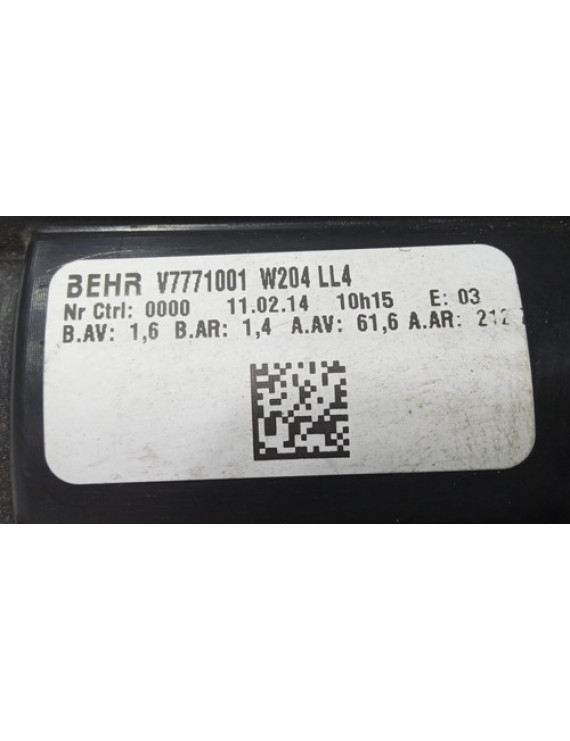 BEHR V7771001 W204 LL4
Nr Ctrl: 0000 11.02.14 10h15 E: 03
B.AV: 1,6 B.AR: 1,4 A.AV: 61,6 A.AR: 212